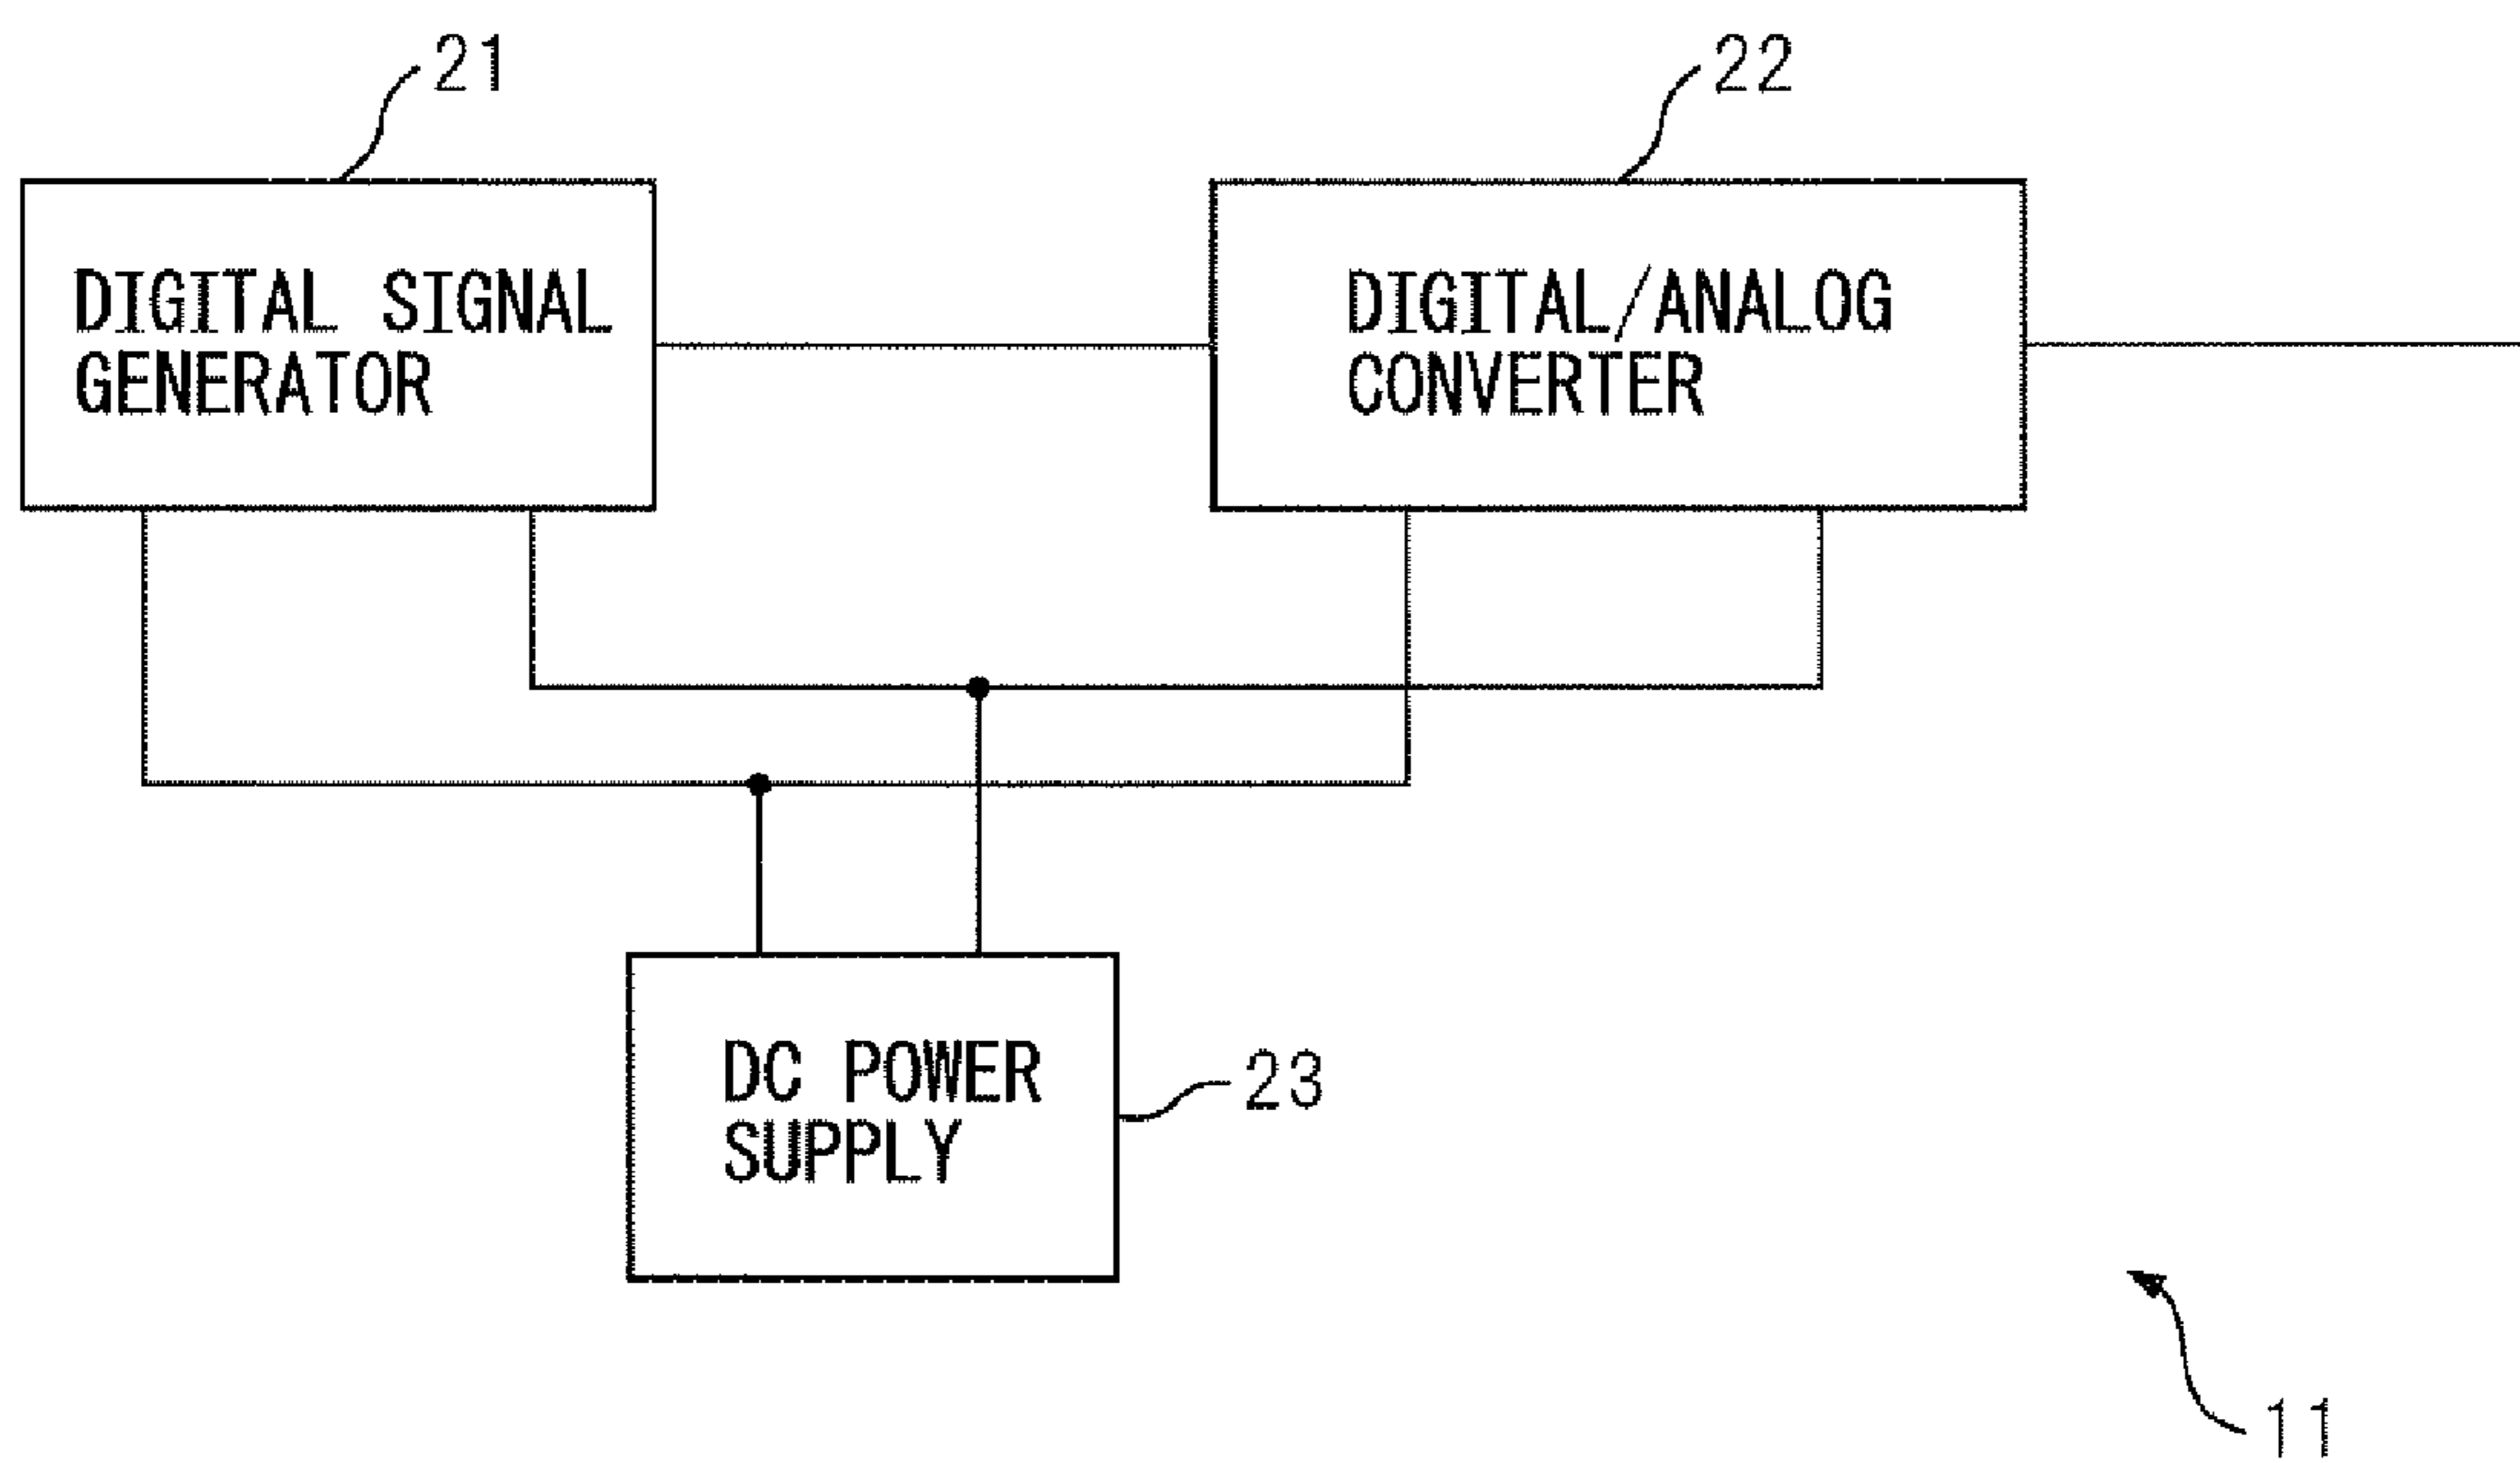 21
22
DIGITAL SIGNAL
GENERATOR
DIGITAL/ANALOG
CONVERTER
DC POWER
SUPPLY
23
11